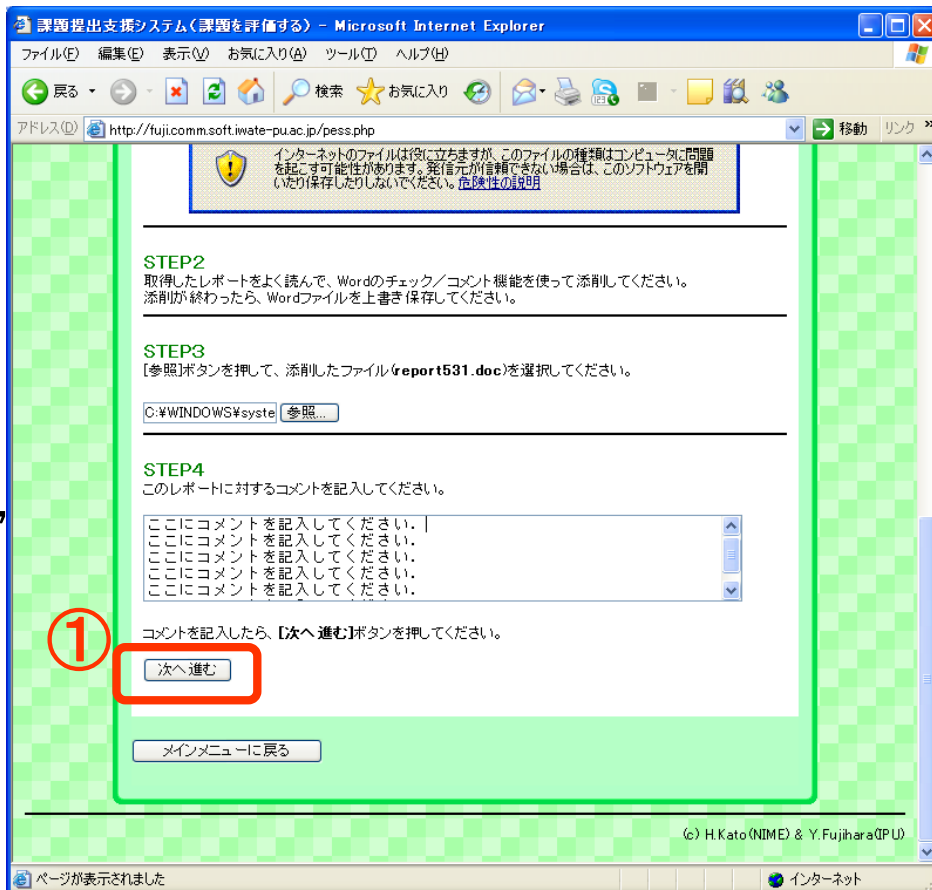 課題提出支援システム(課題を評価する) - Microsoft Internet Explorer
ファイル(F) 編集(E) 表示(V) お気に入り(A) ツール(T) ヘルプ(H)
戻る 検索 お気に入り
アドレス(D) http://fuji.comm.soft.iwate-pu.ac.jp/pess.php 移動 リンク »
インターネットのファイルは役に立ちますが、このファイルの種類はコンピュータに問題
を起こす可能性があります。発信元が信頼できない場合は、このソフトウェアを開
いたり保存したりしないでください。危険性の説明
STEP2
取得したレポートをよく読んで、Wordのチェック/コメント機能を使って添削してください。
添削が終わったら、Wordファイルを上書き保存してください。
STEP3
[参照]ボタンを押して、添削したファイル(report531.doc)を選択してください。
C:¥WINDOWS¥syste 参照...
STEP4
このレポートに対するコメントを記入してください。
ここにコメントを記入してください.
ここにコメントを記入してください.
ここにコメントを記入してください.
ここにコメントを記入してください.
ここにコメントを記入してください.
コメントを記入したら、[次へ進む]ボタンを押してください。
①
次へ進む
メインメニューに戻る
(c) H.Kato(NIME) & Y.Fujihara(IPU)
ページが表示されました インターネット